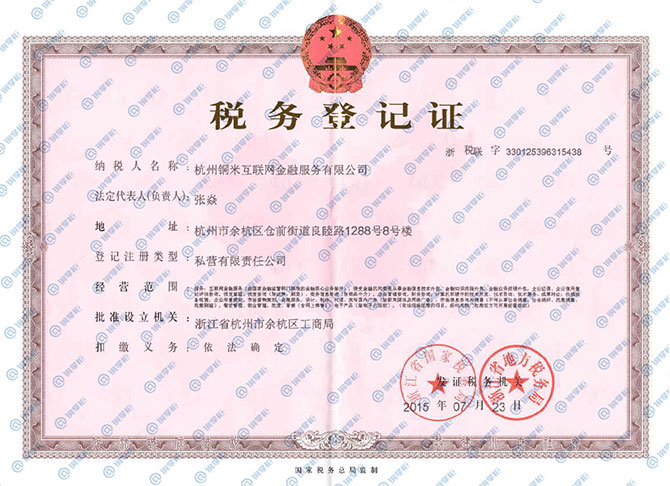 税务登记证
浙 税联 字 330125396315438 号
纳税人名称： 杭州铜米互联网金融服务有限公司
法定代表人(负责人)： 张焱
地 址： 杭州市余杭区仓前街道良睦路1288号8号楼
登记注册类型： 私营有限责任公司
经营范围：
批准设立机关： 浙江省杭州市余杭区工商局
扣缴义务： 依法确定
浙江省国家税务局
浙江省地方税务局
发证税务机关
2015 年 07 月 23 日
国家税务总局监制
铜掌柜